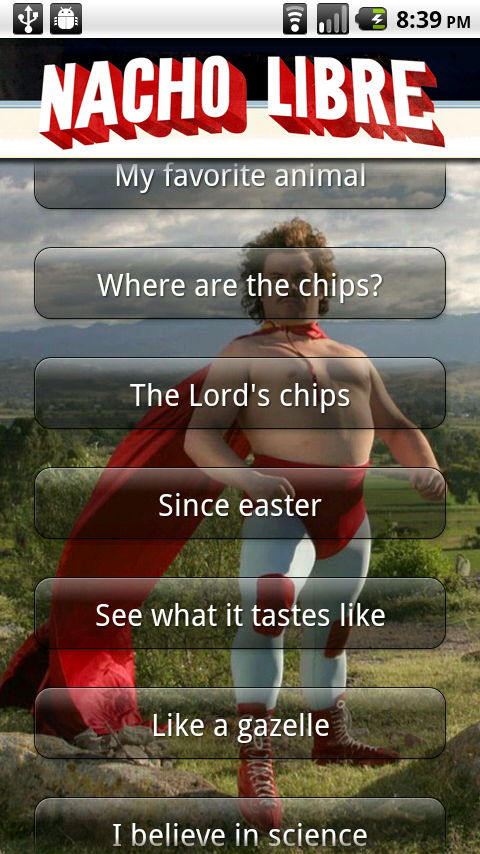 8:39 PM
NACHO LIBRE
My favorite animal
Where are the chips?
The Lord's chips
Since easter
See what it tastes like
Like a gazelle
I believe in science